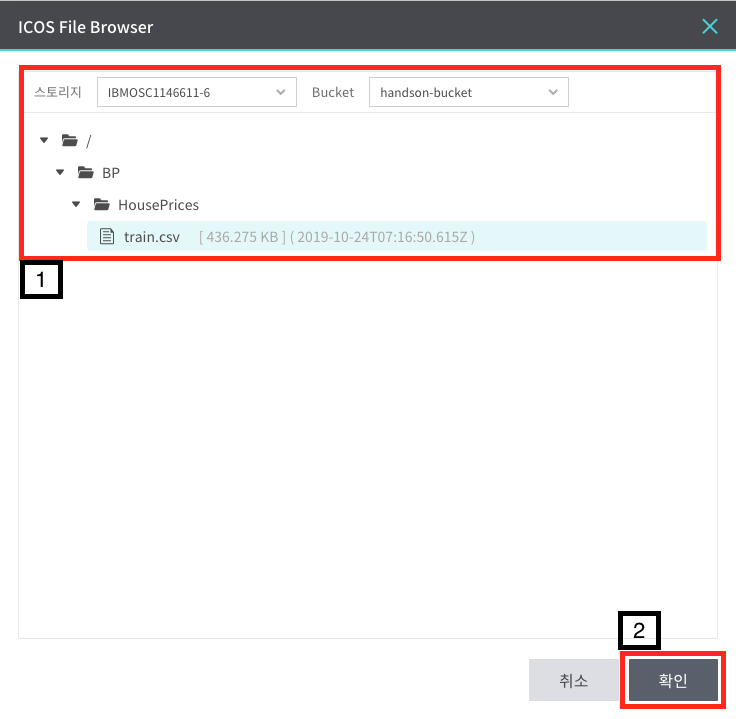 ICOS File Browser
스토리지 IBMOSC1146611-6 Bucket handson-bucket
/
BP
HousePrices
train.csv [ 436.275 KB ] ( 2019-10-24T07:16:50.615Z )
1
2
취소 확인